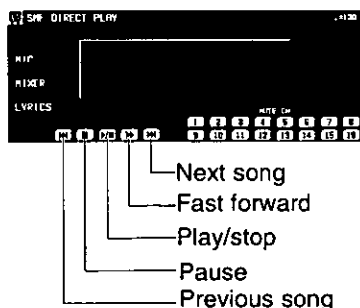 SMF DIRECT PLAY
MIC
MIXER
LYRICS
MUTE CH
1 2 3 4 5 6 7 8
9 10 11 12 13 14 15 16
Next song
Fast forward
Play/stop
Pause
Previous song